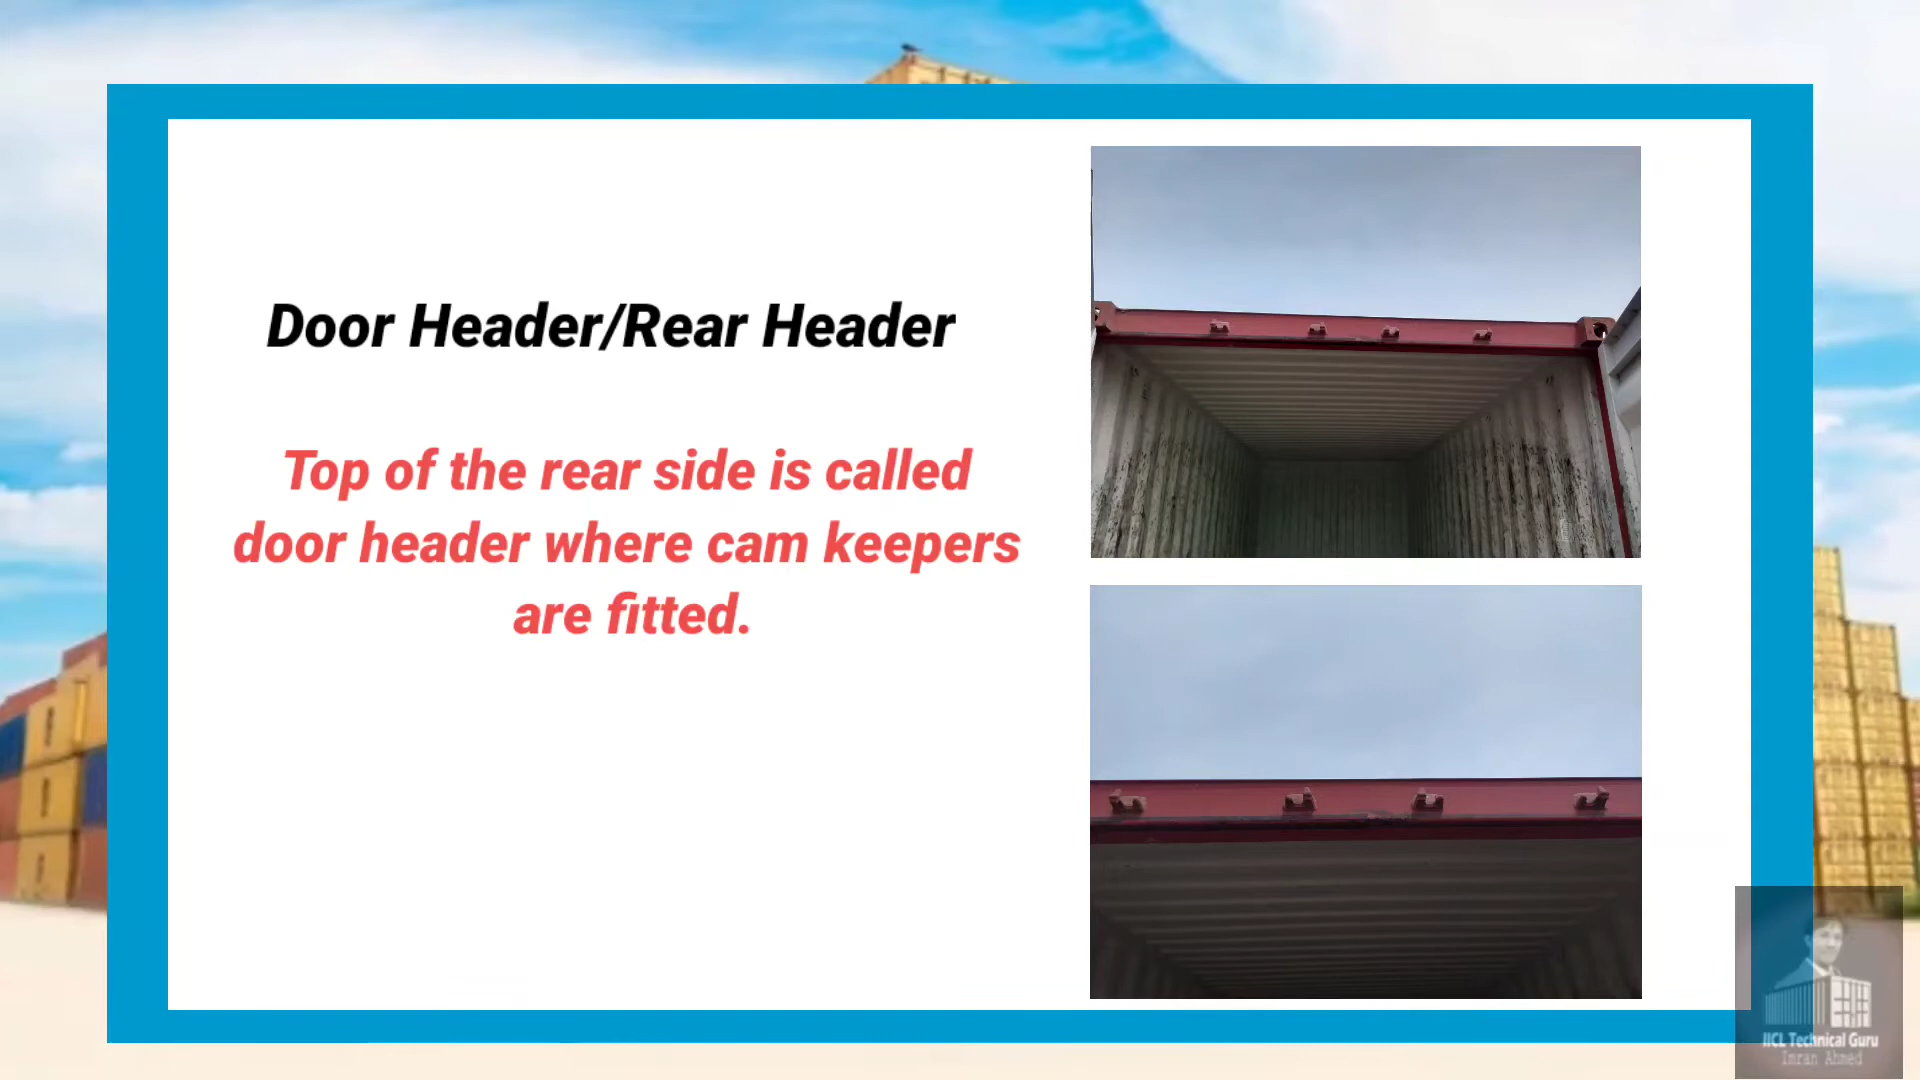 Door Header/Rear Header
Top of the rear side is called
door header where cam keepers
are fitted.
IICL Technical Guru
Imran Ahmed